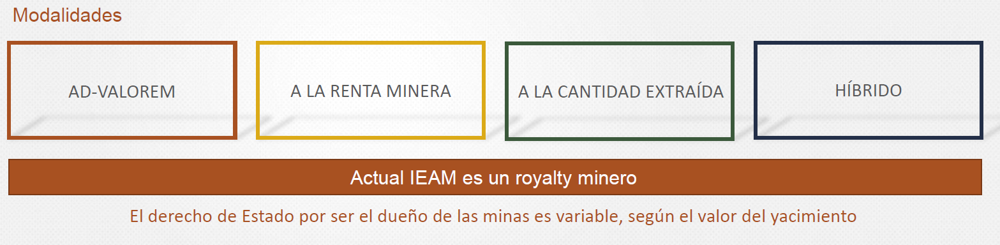 Modalidades
AD-VALOREM
A LA RENTA MINERA
A LA CANTIDAD EXTRAÍDA
HÍBRIDO
Actual IEAM es un royalty minero
El derecho de Estado por ser el dueño de las minas es variable, según el valor del yacimiento